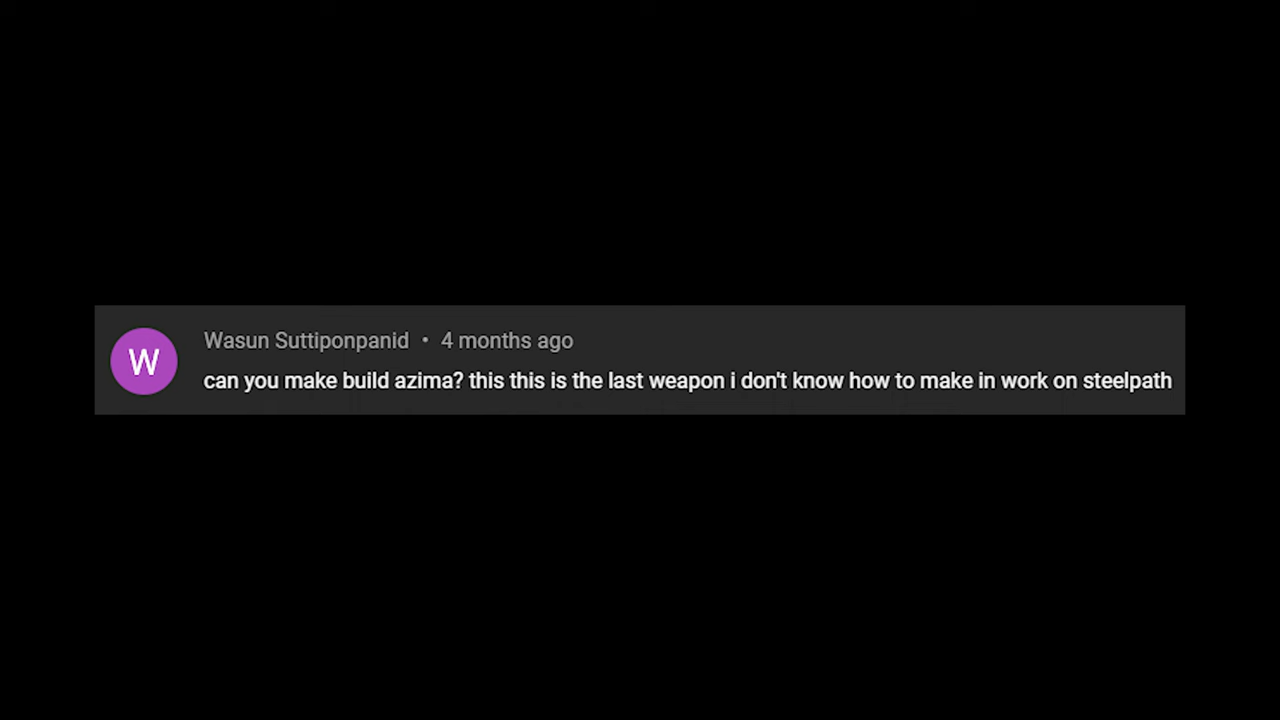 W
Wasun Suttiponpanid • 4 months ago
can you make build azima? this this is the last weapon i don't know how to make in work on steelpath